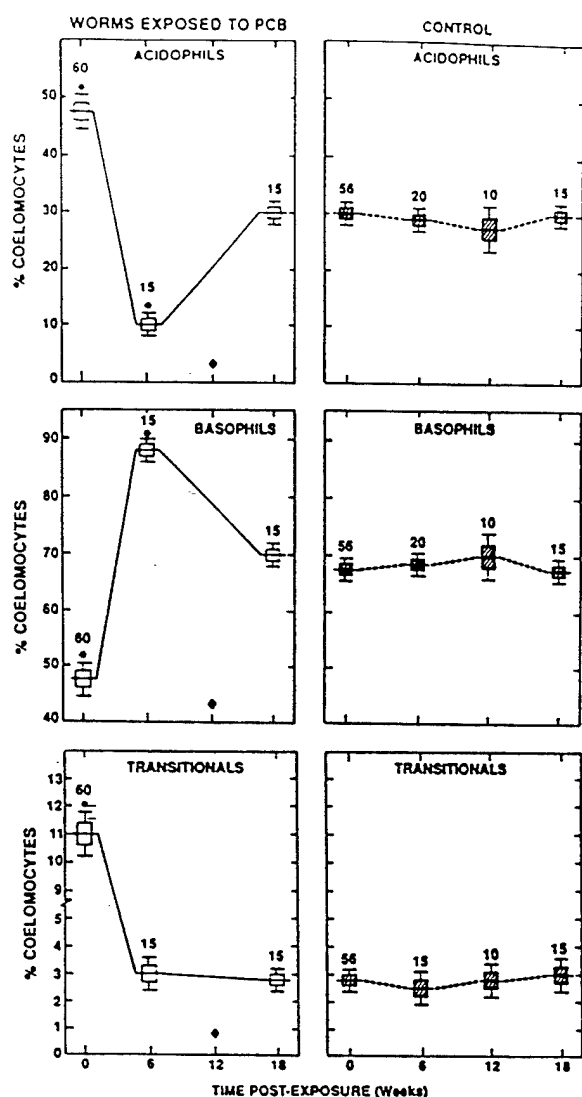 WORMS EXPOSED TO PCB CONTROL
ACIDOPHILS ACIDOPHILS
% COELOMOCYTES
50
40
30
20
10
0
60
15
15
56 20 10 15
BASOPHILS BASOPHILS
% COELOMOCYTES
90
80
70
60
50
40
60
15
15
56 20 10 15
TRANSITIONALS TRANSITIONALS
% COELOMOCYTES
13
12
11
10
9
5
4
3
2
1
0
60
15
15
56 15 10 15
0 6 12 18 0 6 12 18
TIME POST-EXPOSURE (Weeks)